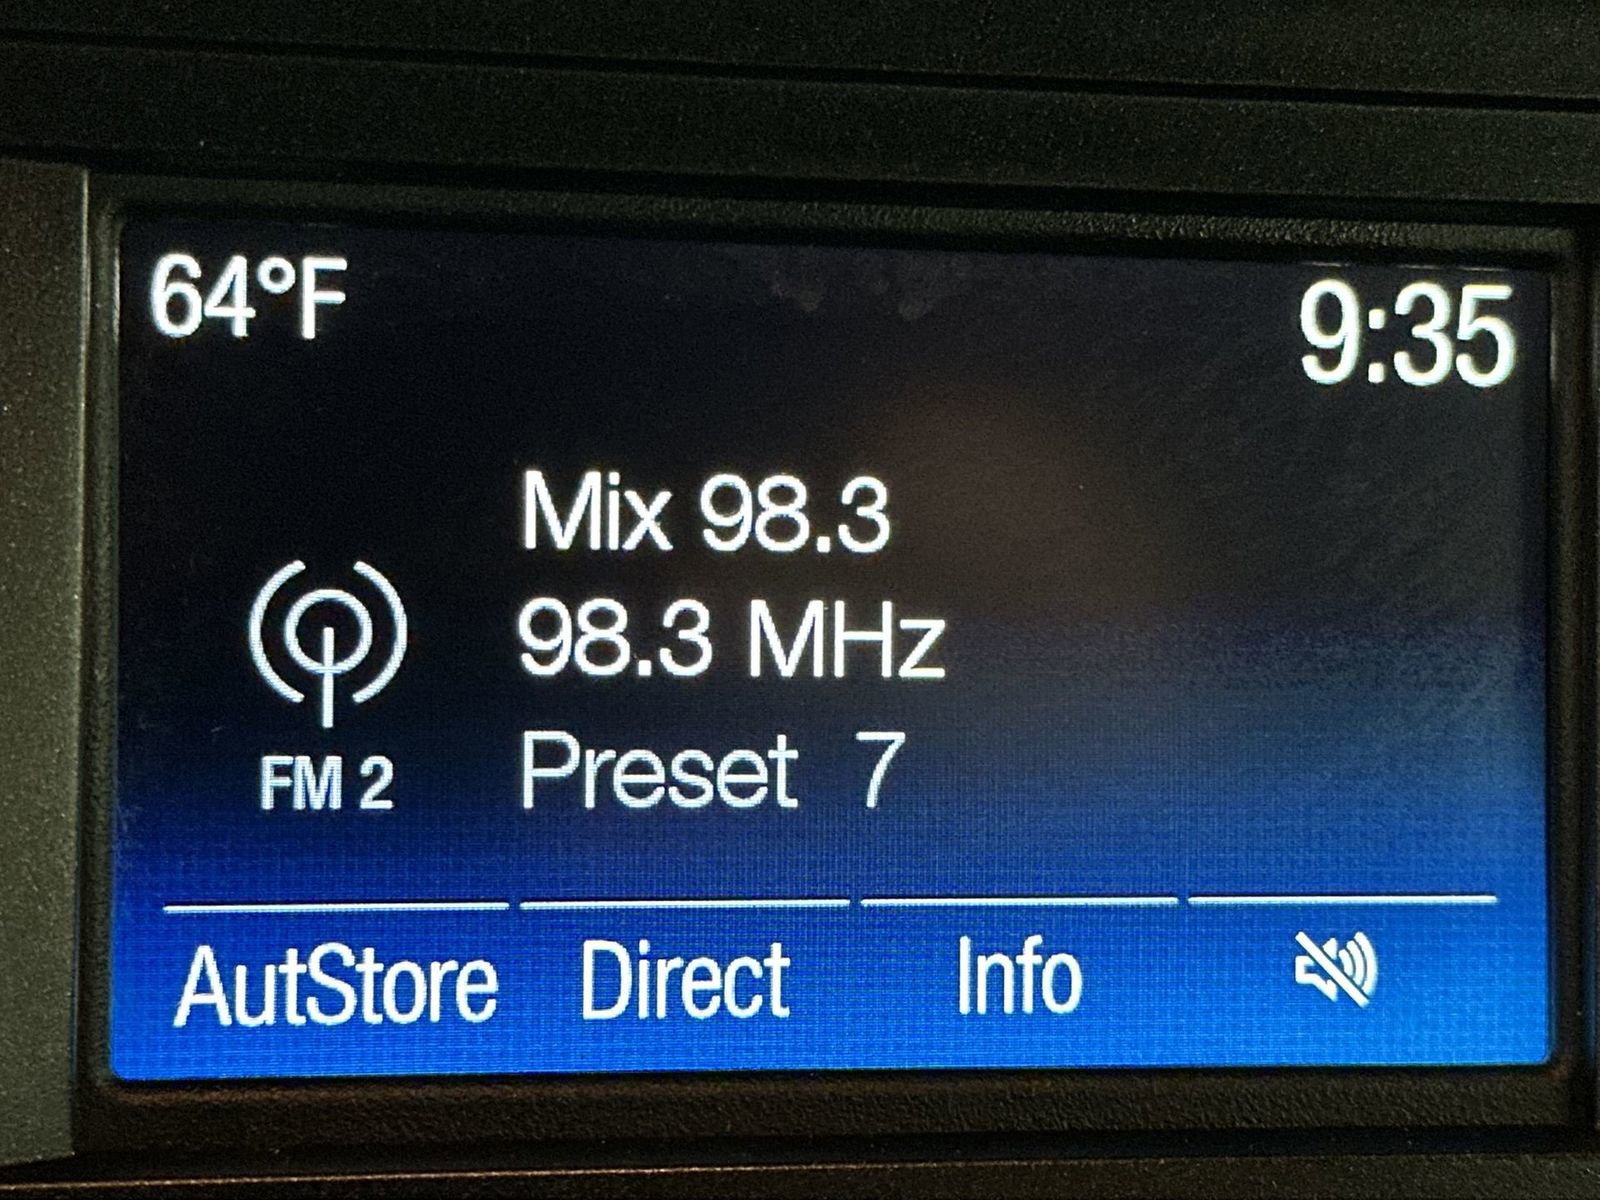 64°F
9:35
Mix 98.3
98.3 MHz
FM 2
Preset 7
AutStore
Direct
Info